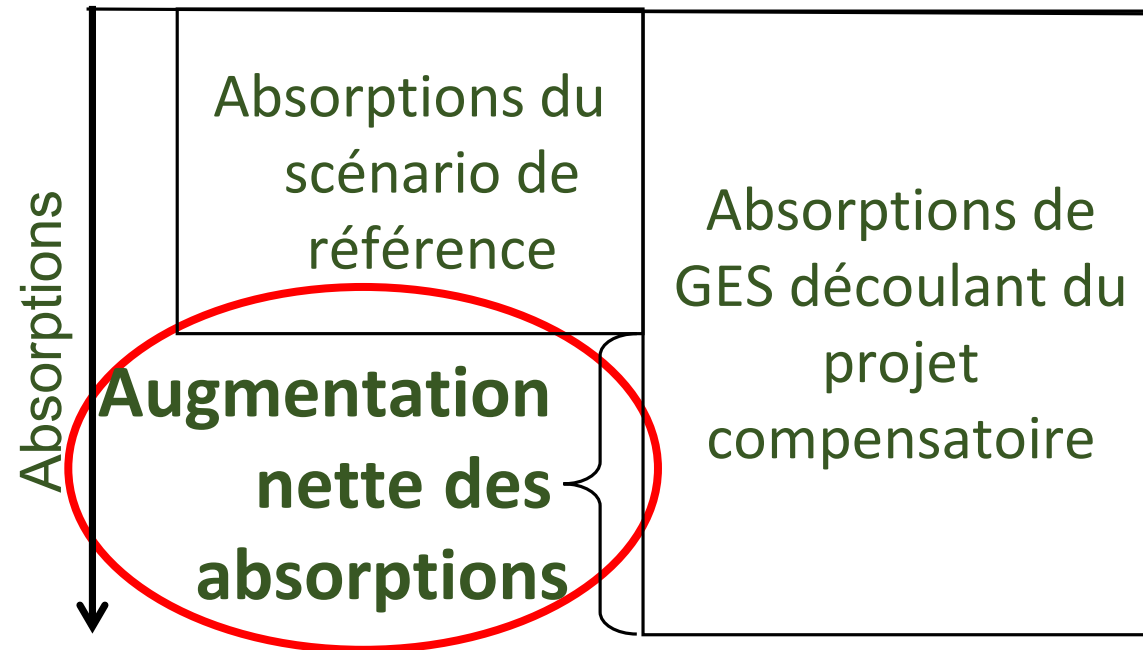 Absorptions
Absorptions du
scénario de
référence
Augmentation
nette des
absorptions
Absorptions de
GES découlant du
projet
compensatoire